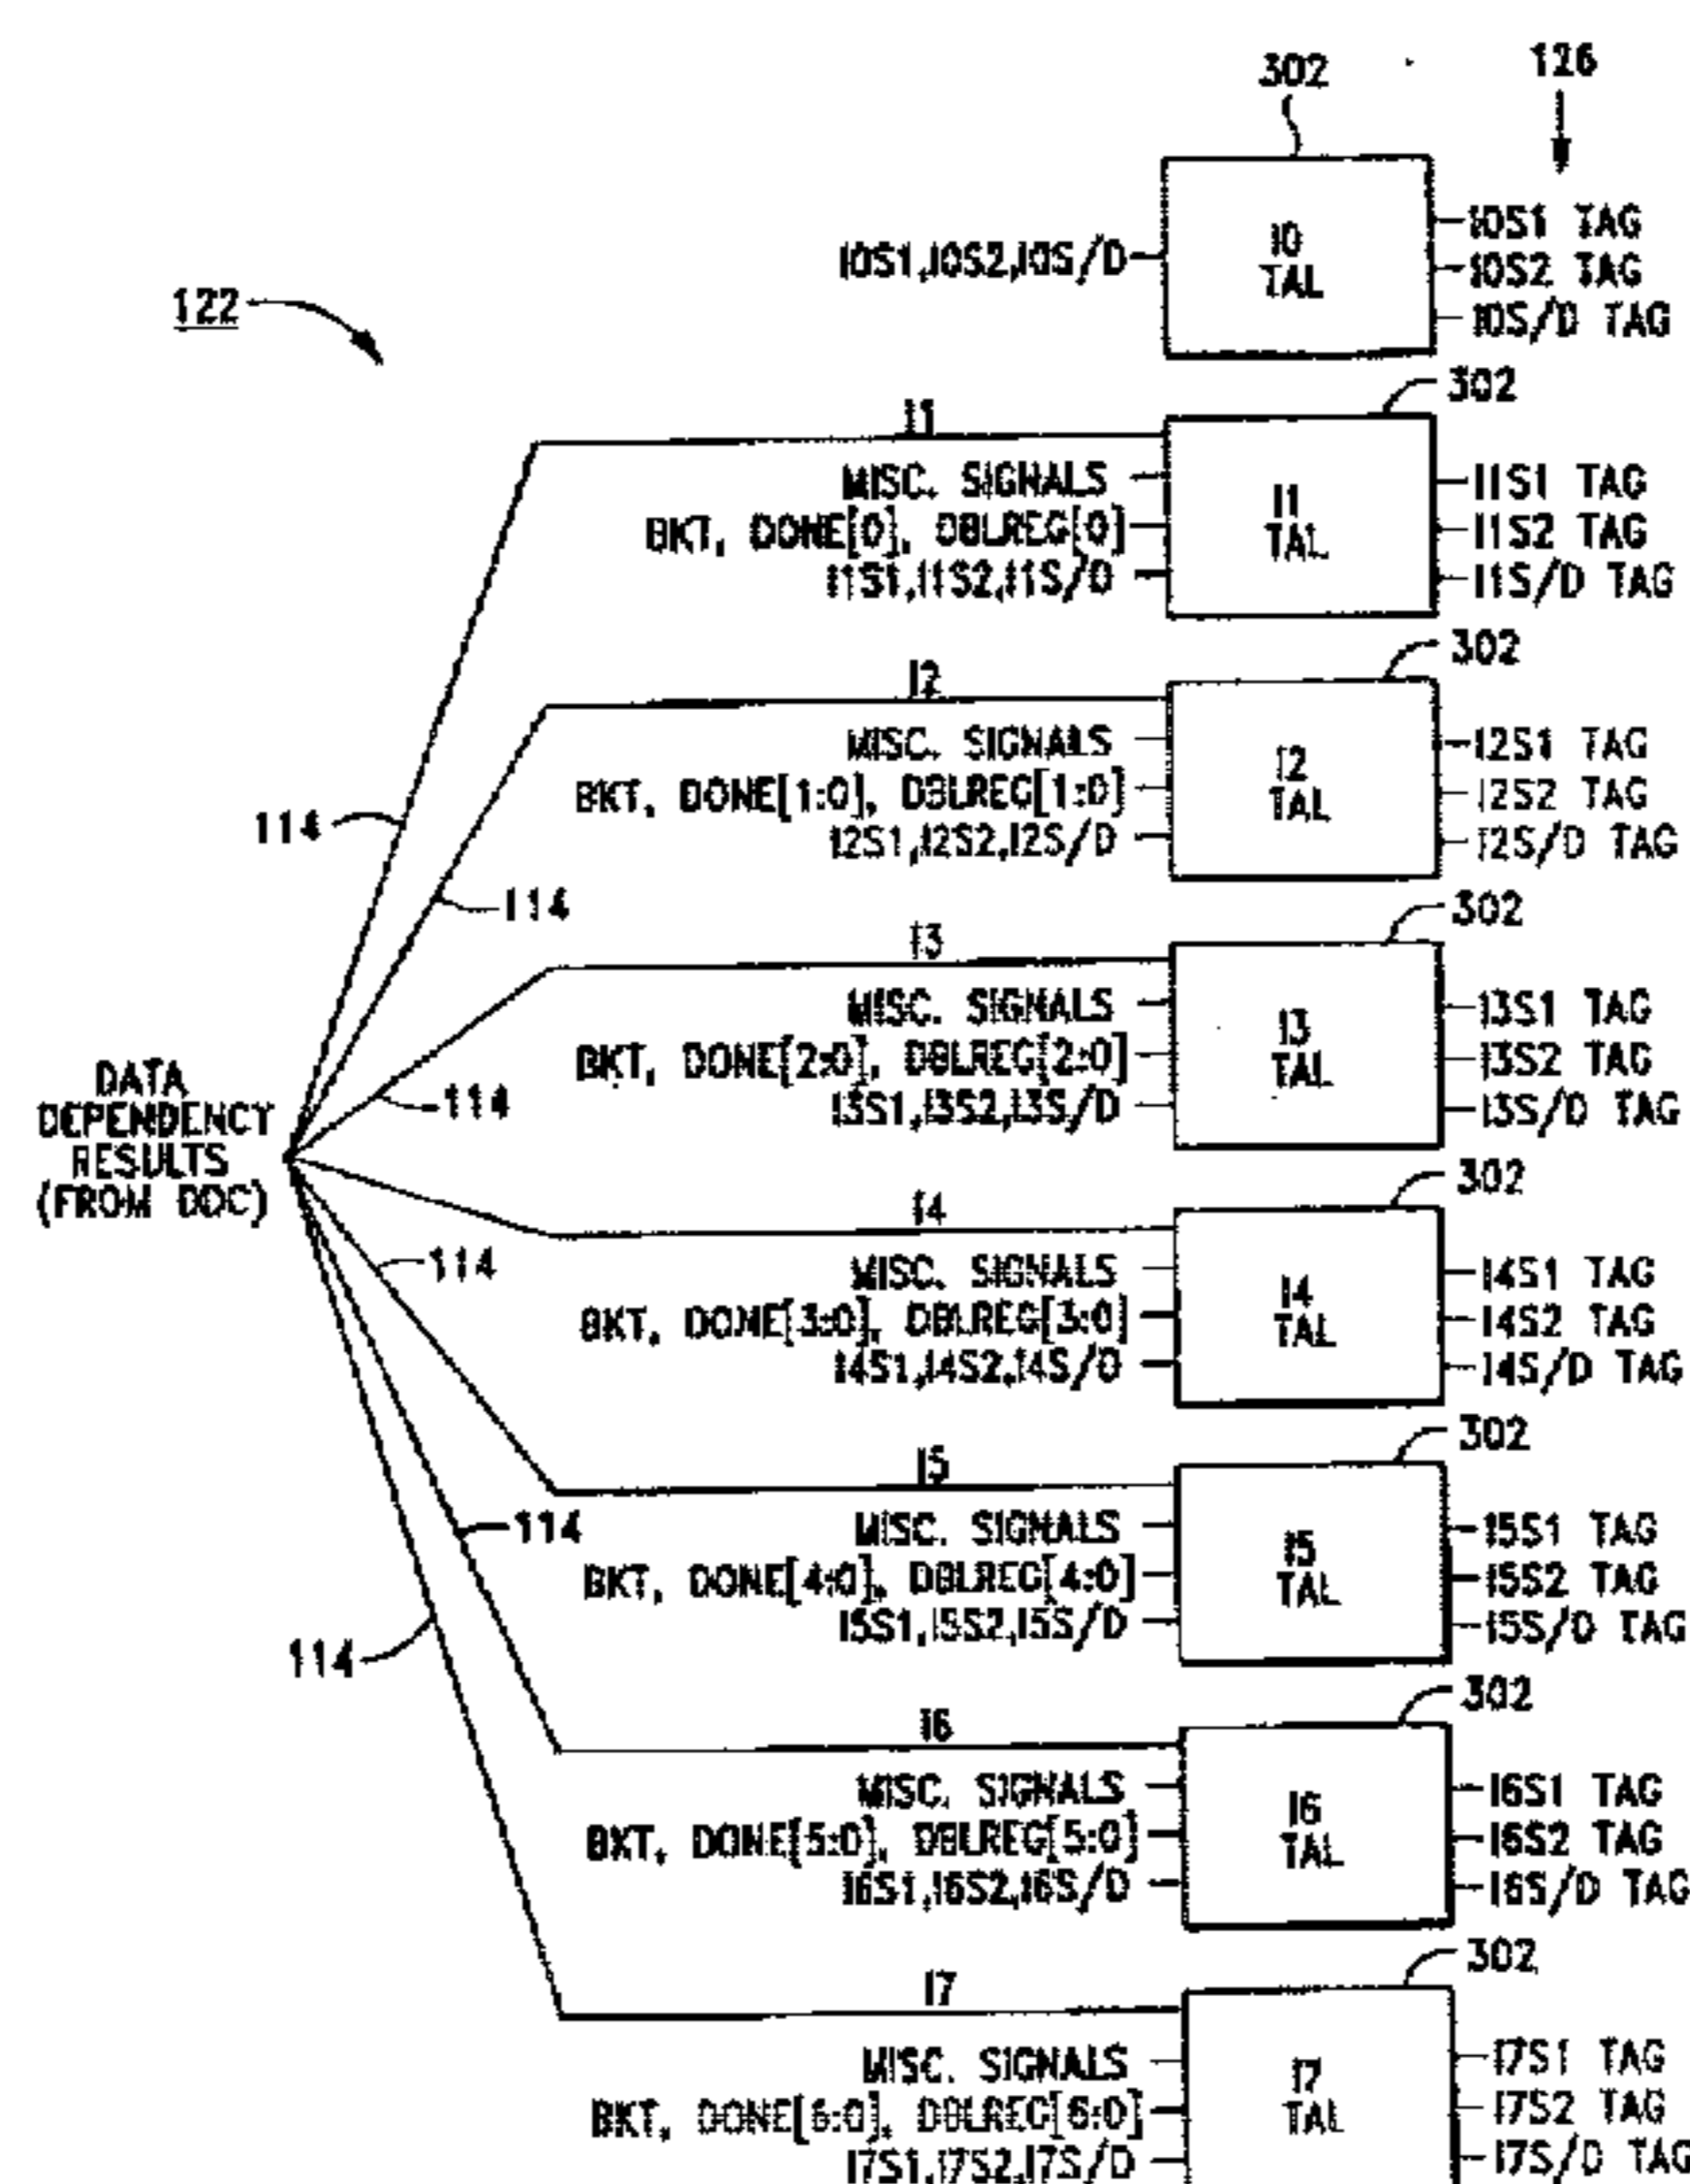 302
126
I0S1,I0S2,I0S/D
I0
TAL
I0S1 TAG
I0S2 TAG
I0S/D TAG
122
302
I1
MISC. SIGNALS
BKT, DONE[0], DBLREG[0]
I1S1,I1S2,I1S/D
I1
TAL
I1S1 TAG
I1S2 TAG
I1S/D TAG
302
I2
MISC. SIGNALS
BKT, DONE[1:0], DBLREG[1:0]
I2S1,I2S2,I2S/D
I2
TAL
I2S1 TAG
I2S2 TAG
I2S/D TAG
114
114
302
I3
MISC. SIGNALS
BKT, DONE[2:0], DBLREG[2:0]
I3S1,I3S2,I3S/D
I3
TAL
I3S1 TAG
I3S2 TAG
I3S/D TAG
114
DATA
DEPENDENCY
RESULTS
(FROM DDC)
302
I4
MISC. SIGNALS
BKT, DONE[3:0], DBLREG[3:0]
I4S1,I4S2,I4S/D
I4
TAL
I4S1 TAG
I4S2 TAG
I4S/D TAG
114
302
I5
MISC. SIGNALS
BKT, DONE[4:0], DBLREG[4:0]
I5S1,I5S2,I5S/D
I5
TAL
I5S1 TAG
I5S2 TAG
I5S/D TAG
114
114
302
I6
MISC. SIGNALS
BKT, DONE[5:0], DBLREG[5:0]
I6S1,I6S2,I6S/D
I6
TAL
I6S1 TAG
I6S2 TAG
I6S/D TAG
302
I7
MISC. SIGNALS
BKT, DONE[6:0], DBLREG[6:0]
I7S1,I7S2,I7S/D
I7
TAL
I7S1 TAG
I7S2 TAG
I7S/D TAG